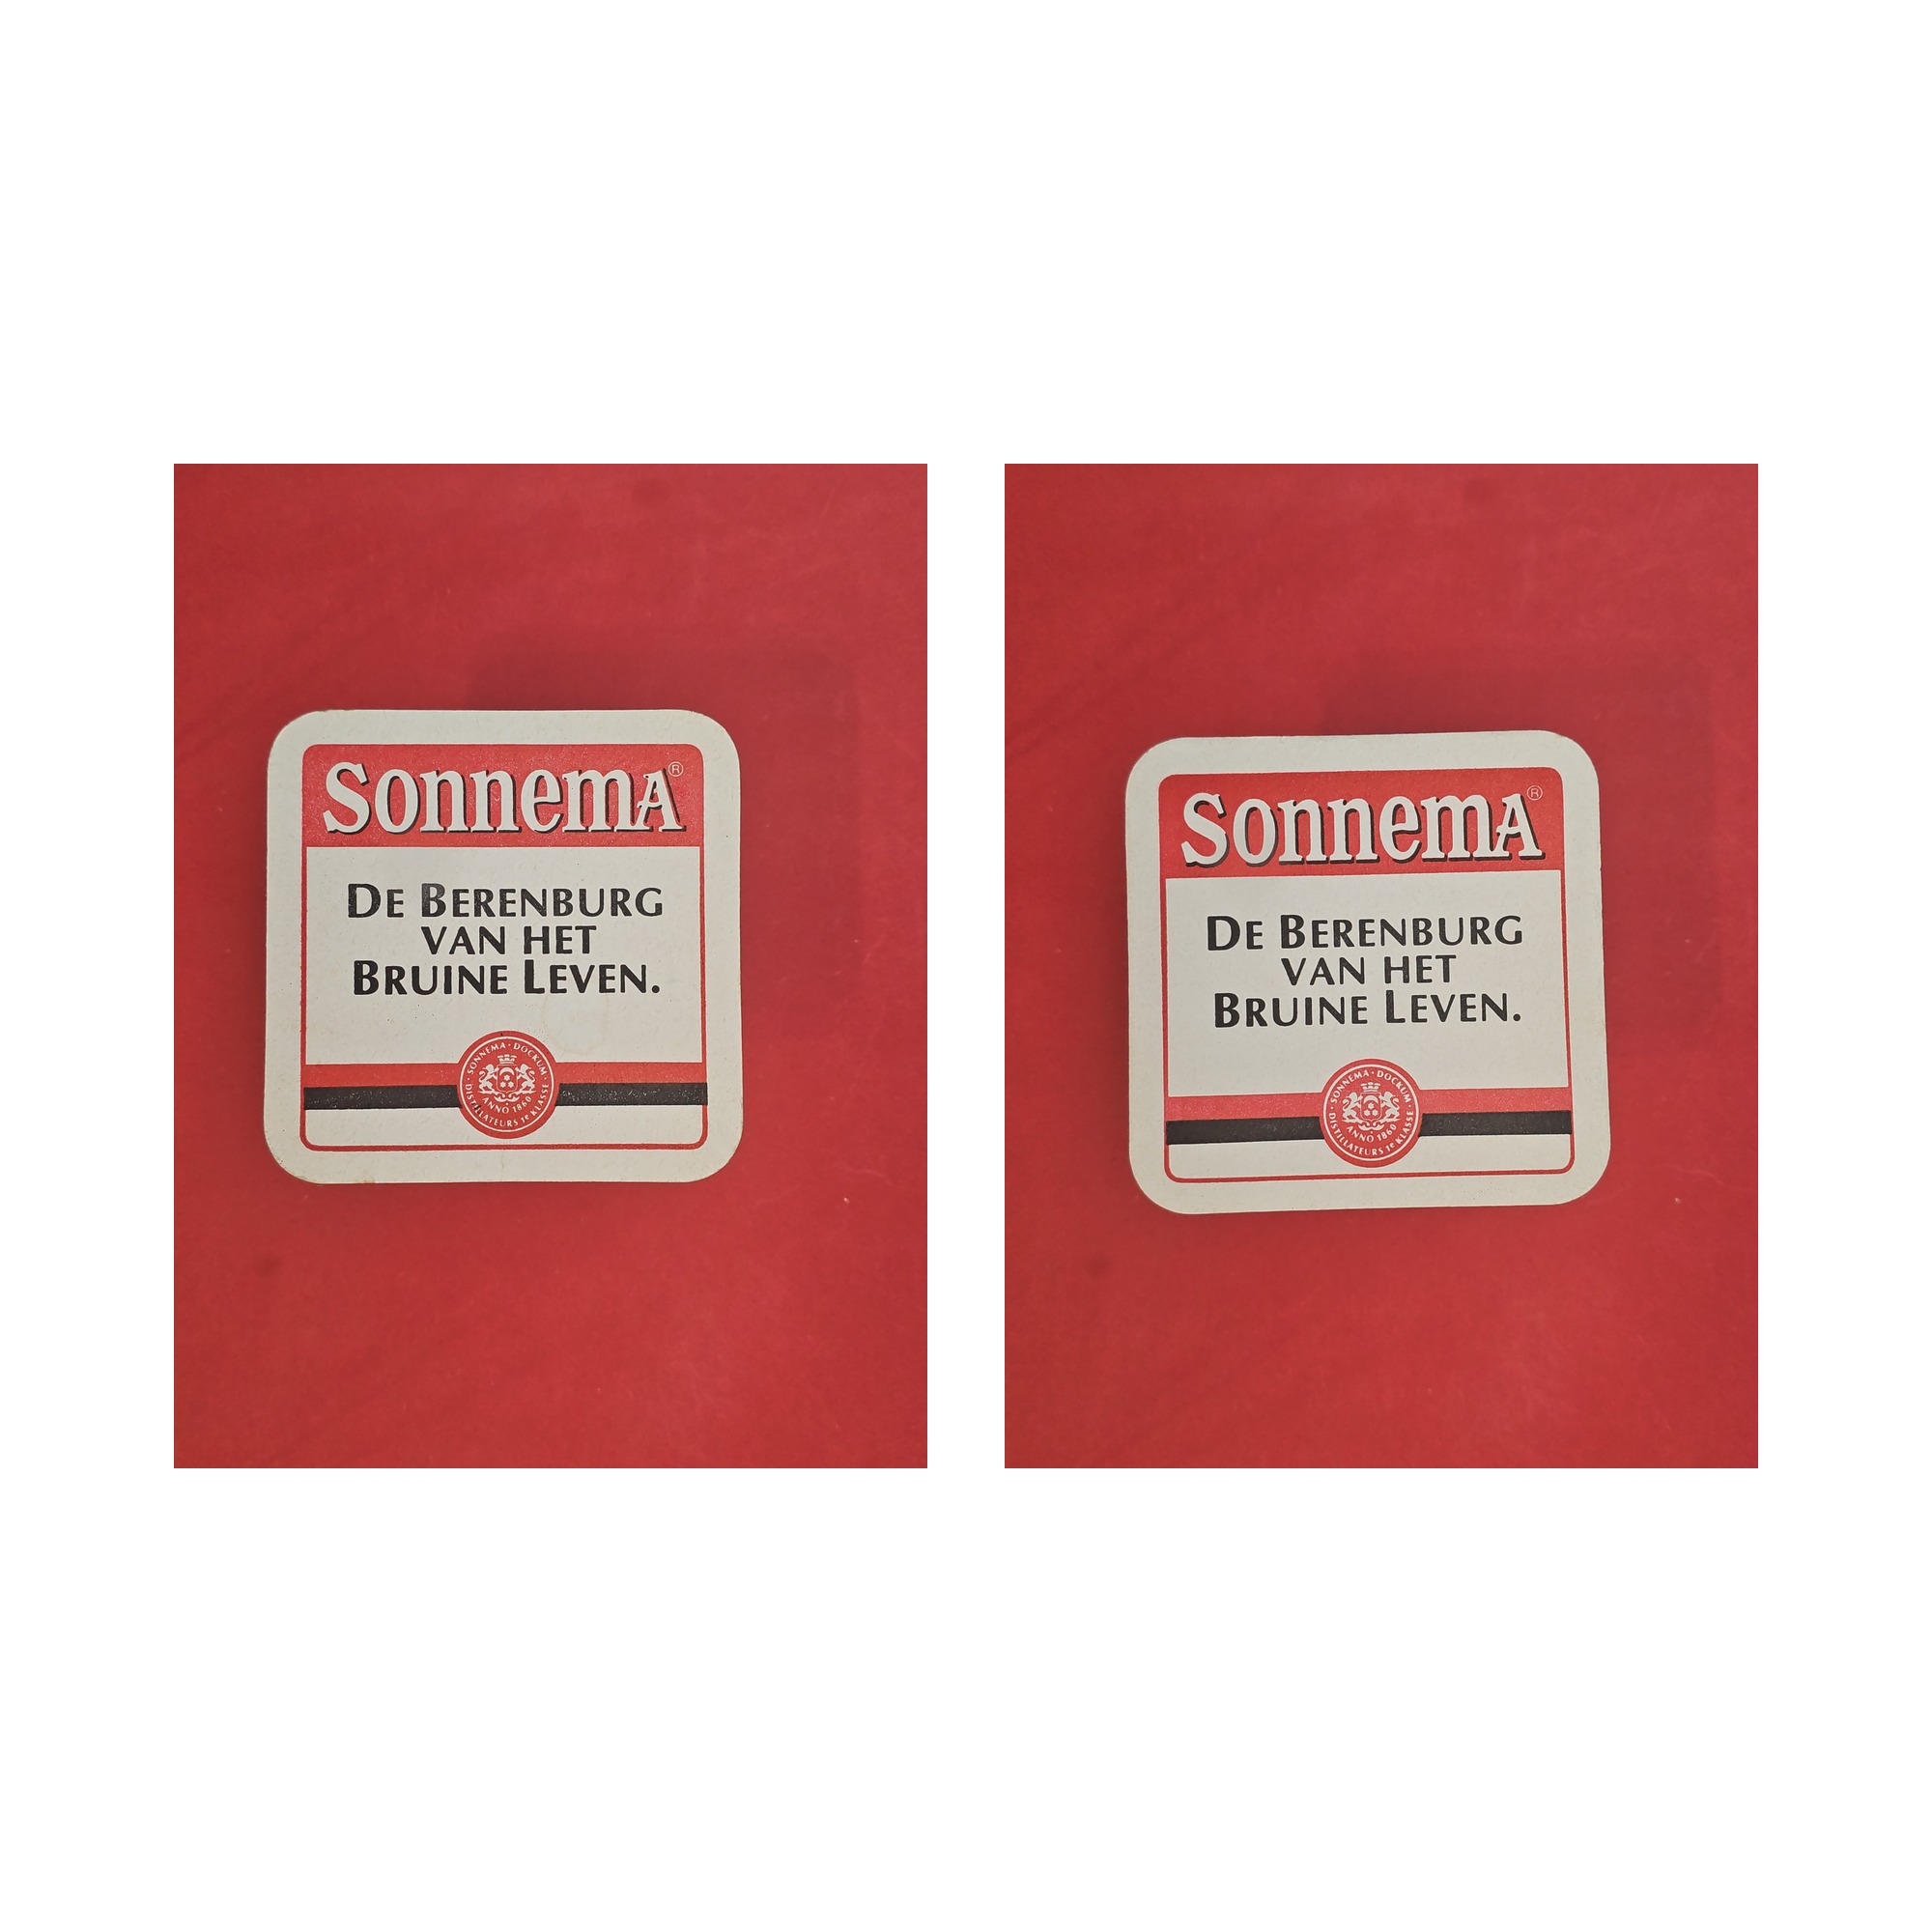 Sonnema®
De Berenburg
van het
Bruine Leven.
SONNEMA · DOCKUM
ANNO 1860
· DISTILLATEURS 1e KLASSE ·
Sonnema®
De Berenburg
van het
Bruine Leven.
SONNEMA · DOCKUM
ANNO 1860
· DISTILLATEURS 1e KLASSE ·